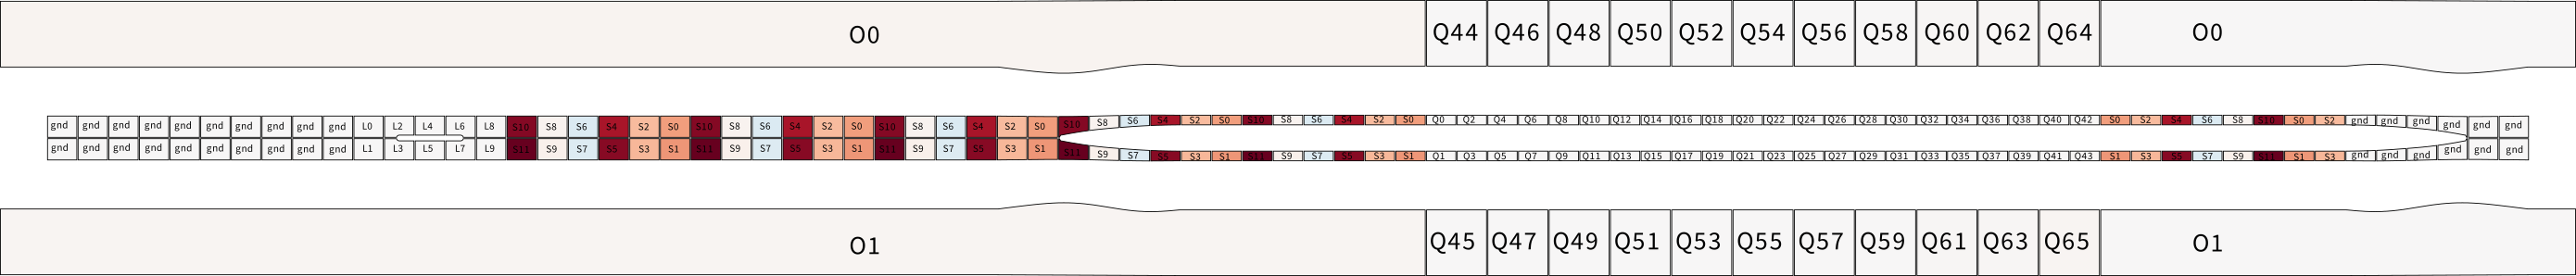 O0 Q44 Q46 Q48 Q50 Q52 Q54 Q56 Q58 Q60 Q62 Q64 O0
gnd gnd gnd gnd gnd gnd gnd gnd gnd gnd L0 L2 L4 L6 L8 S10 S8 S6 S4 S2 S0 S10 S8 S6 S4 S2 S0 S10 S8 S6 S4 S2 S0 S10 S8 S6 S4 S2 S0 S10 S8 S6 S4 S2 S0 Q0 Q2 Q4 Q6 Q8 Q10 Q12 Q14 Q16 Q18 Q20 Q22 Q24 Q26 Q28 Q30 Q32 Q34 Q36 Q38 Q40 Q42 S0 S2 S4 S6 S8 S10 S0 S2 gnd gnd gnd gnd gnd gnd
gnd gnd gnd gnd gnd gnd gnd gnd gnd gnd L1 L3 L5 L7 L9 S11 S9 S7 S5 S3 S1 S11 S9 S7 S5 S3 S1 S11 S9 S7 S5 S3 S1 S11 S9 S7 S5 S3 S1 S11 S9 S7 S5 S3 S1 Q1 Q3 Q5 Q7 Q9 Q11 Q13 Q15 Q17 Q19 Q21 Q23 Q25 Q27 Q29 Q31 Q33 Q35 Q37 Q39 Q41 Q43 S1 S3 S5 S7 S9 S11 S1 S3 gnd gnd gnd gnd gnd gnd
O1 Q45 Q47 Q49 Q51 Q53 Q55 Q57 Q59 Q61 Q63 Q65 O1